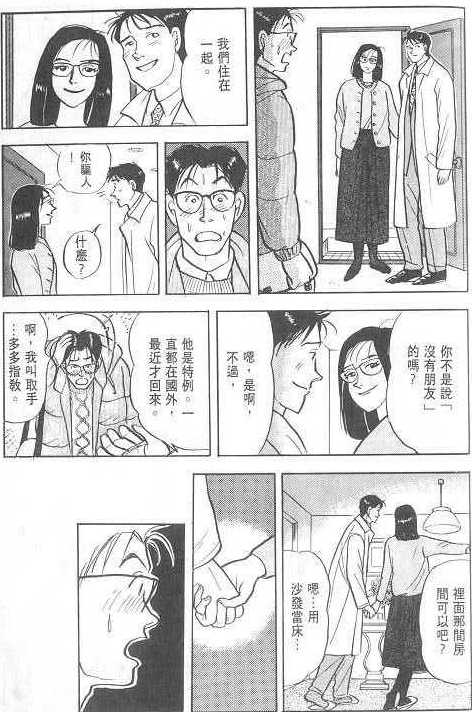 我們住在
一起。
你騙人
！
什麼？
你不是說「
沒有朋友」
的嗎？
嗯，是啊，
不過，
他是特例。一
直都在國外，
最近才回來。
啊，我叫取手
…多多指教。
裡面那間房
間可以吧？
嗯…用
沙發當床…